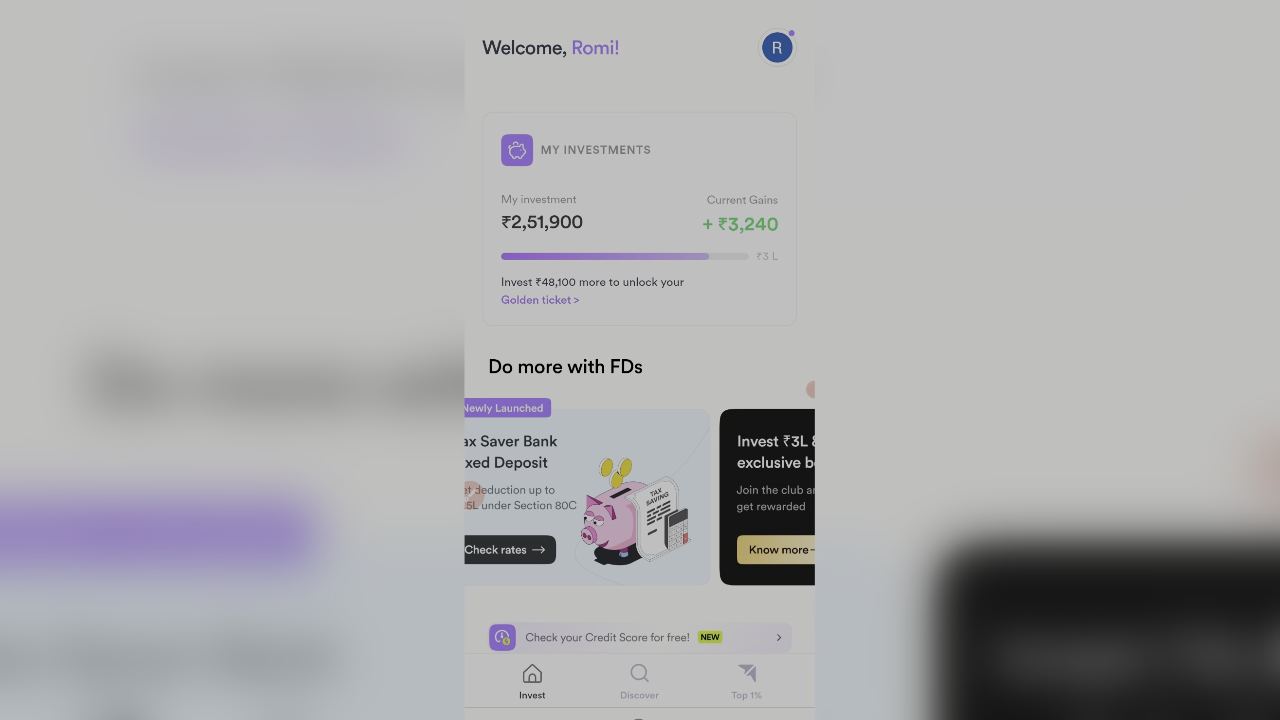 Welcome, Romi!
R
MY INVESTMENTS
My investment
Current Gains
₹2,51,900
+ ₹3,240
₹3 L
Invest ₹48,100 more to unlock your
Golden ticket >
Do more with FDs
Newly Launched
ax Saver Bank
xed Deposit
et deduction up to
.5L under Section 80C
Check rates →
TAX
SAVING
Invest ₹3L &
exclusive be
Join the club an
get rewarded
Know more
Check your Credit Score for free! NEW
Invest
Discover
Top 1%